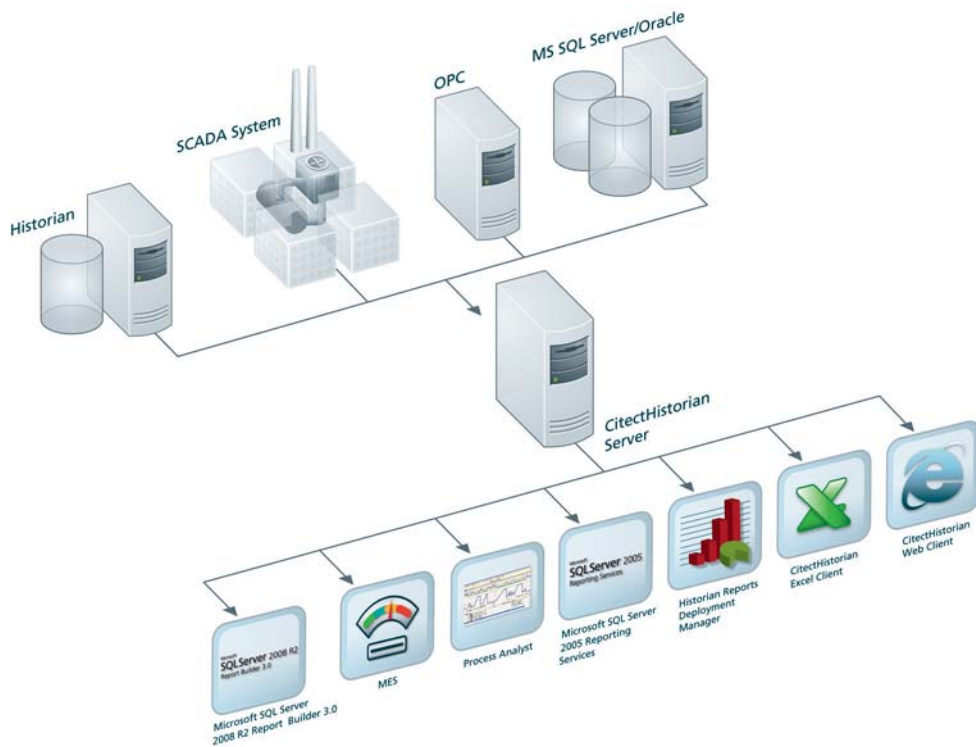 MS SQL Server/Oracle
OPC
SCADA System
Historian
CitectHistorian
Server
Microsoft
SQLServer 2008 R2
Report Builder 3.0
Microsoft SQL Server
2008 R2 Report Builder 3.0
MES
Process Analyst
Microsoft
SQLServer 2005
Reporting Services
Microsoft SQL Server
2005 Reporting
Services
Historian Reports
Deployment
Manager
CitectHistorian
Excel Client
CitectHistorian
Web Client